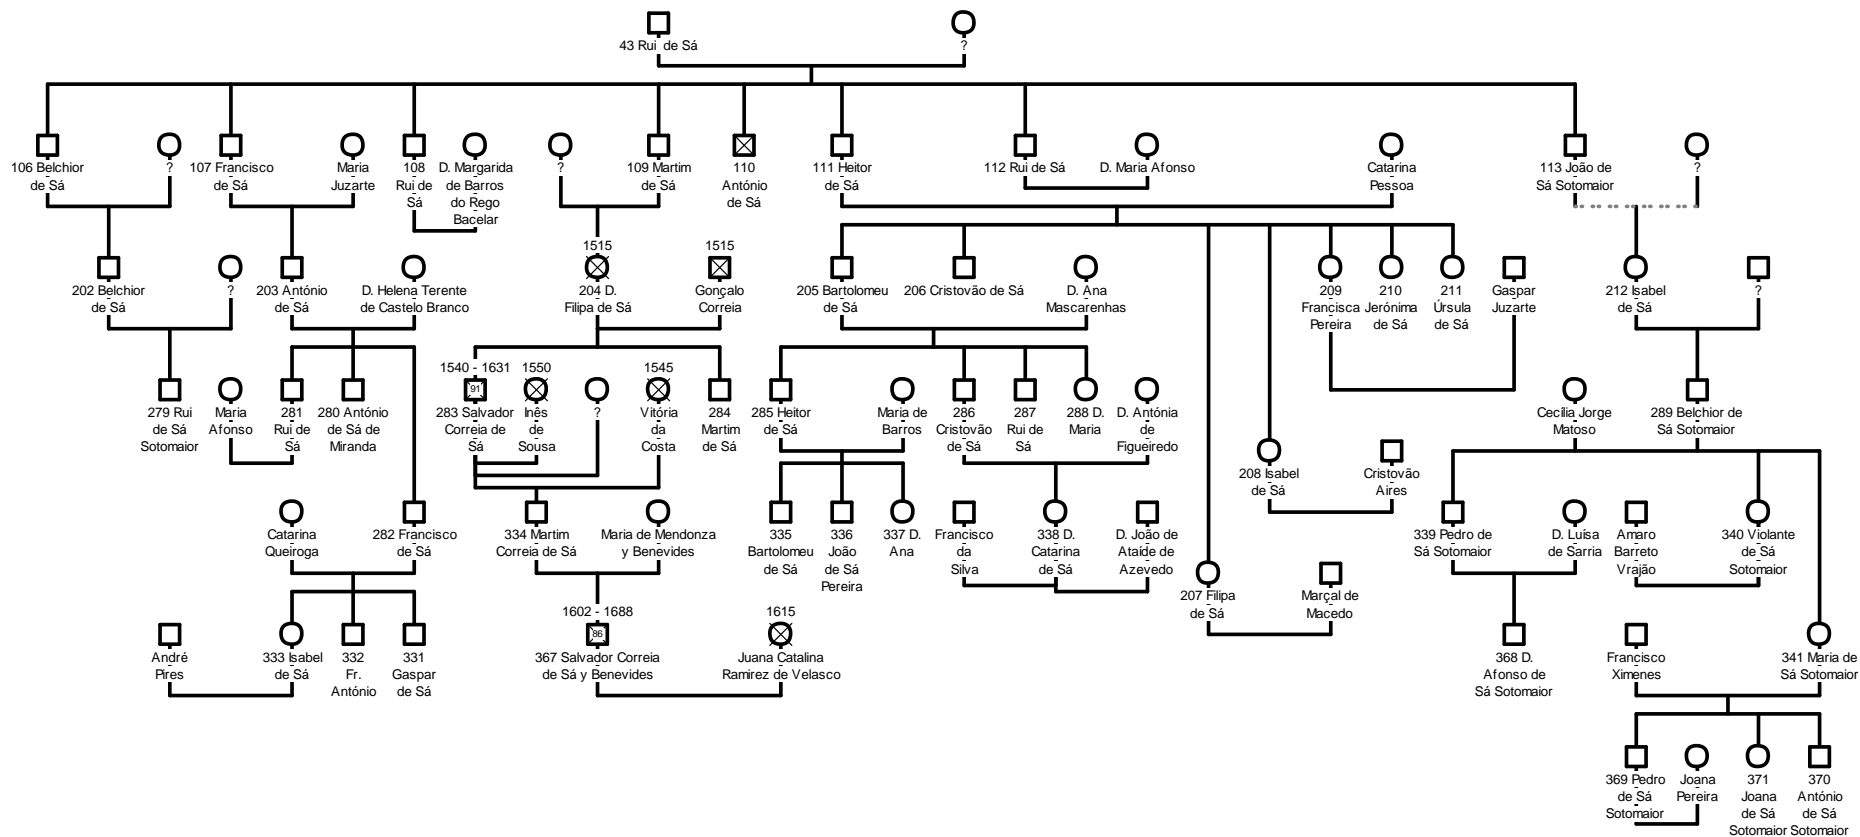 43 Rui de Sá
?
106 Belchior
de Sá
?
107 Francisco
de Sá
Maria
Juzarte
108
Rui de
Sá
D. Margarida
de Barros
do Rego
Bacelar
?
109 Martim
de Sá
110
António
de Sá
111 Heitor
de Sá
112 Rui de Sá
D. Maria Afonso
Catarina
Pessoa
113 João de
Sá Sotomaior
?
202 Belchior
de Sá
?
203 António
de Sá
D. Helena Terente
de Castelo Branco
1515
204 D.
Filipa de Sá
1515
Gonçalo
Correia
205 Bartolomeu
de Sá
206 Cristovão de Sá
D. Ana
Mascarenhas
209
Francisca
Pereira
210
Jerónima
de Sá
211
Úrsula
de Sá
Gaspar
Juzarte
212 Isabel
de Sá
?
279 Rui
de Sá
Sotomaior
Maria
Afonso
281
Rui de
Sá
280 António
de Sá de
Miranda
1540 - 1631
91
283 Salvador
Correia de
Sá
1550
Inês
de
Sousa
?
1545
Vitória
da
Costa
284
Martim
de Sá
285 Heitor
de Sá
Maria de
Barros
286
Cristovão
de Sá
287
Rui de
Sá
288 D.
Maria
D. Antónia
de
Figueiredo
208 Isabel
de Sá
Cristovão
Aires
Cecília Jorge
Matoso
289 Belchior de
Sá Sotomaior
Catarina
Queiroga
282 Francisco
de Sá
334 Martim
Correia de Sá
Maria de Mendonza
y Benevides
335
Bartolomeu
de Sá
336
João
de Sá
Pereira
337 D.
Ana
Francisco
da
Silva
338 D.
Catarina
de Sá
D. João de
Ataíde de
Azevedo
207 Filipa
de Sá
Marçal de
Macedo
339 Pedro de
Sá Sotomaior
D. Luísa
de Sarria
Amaro
Barreto
Vrajão
340 Violante
de Sá
Sotomaior
André
Pires
333 Isabel
de Sá
332
Fr.
António
331
Gaspar
de Sá
1602 - 1688
86
367 Salvador Correia
de Sá y Benevides
1615
Juana Catalina
Ramirez de Velasco
368 D.
Afonso de
Sá Sotomaior
Francisco
Ximenes
341 Maria de
Sá Sotomaior
369 Pedro
de Sá
Sotomaior
Joana
Pereira
371
Joana
de Sá
Sotomaior
370
António
de Sá
Sotomaior